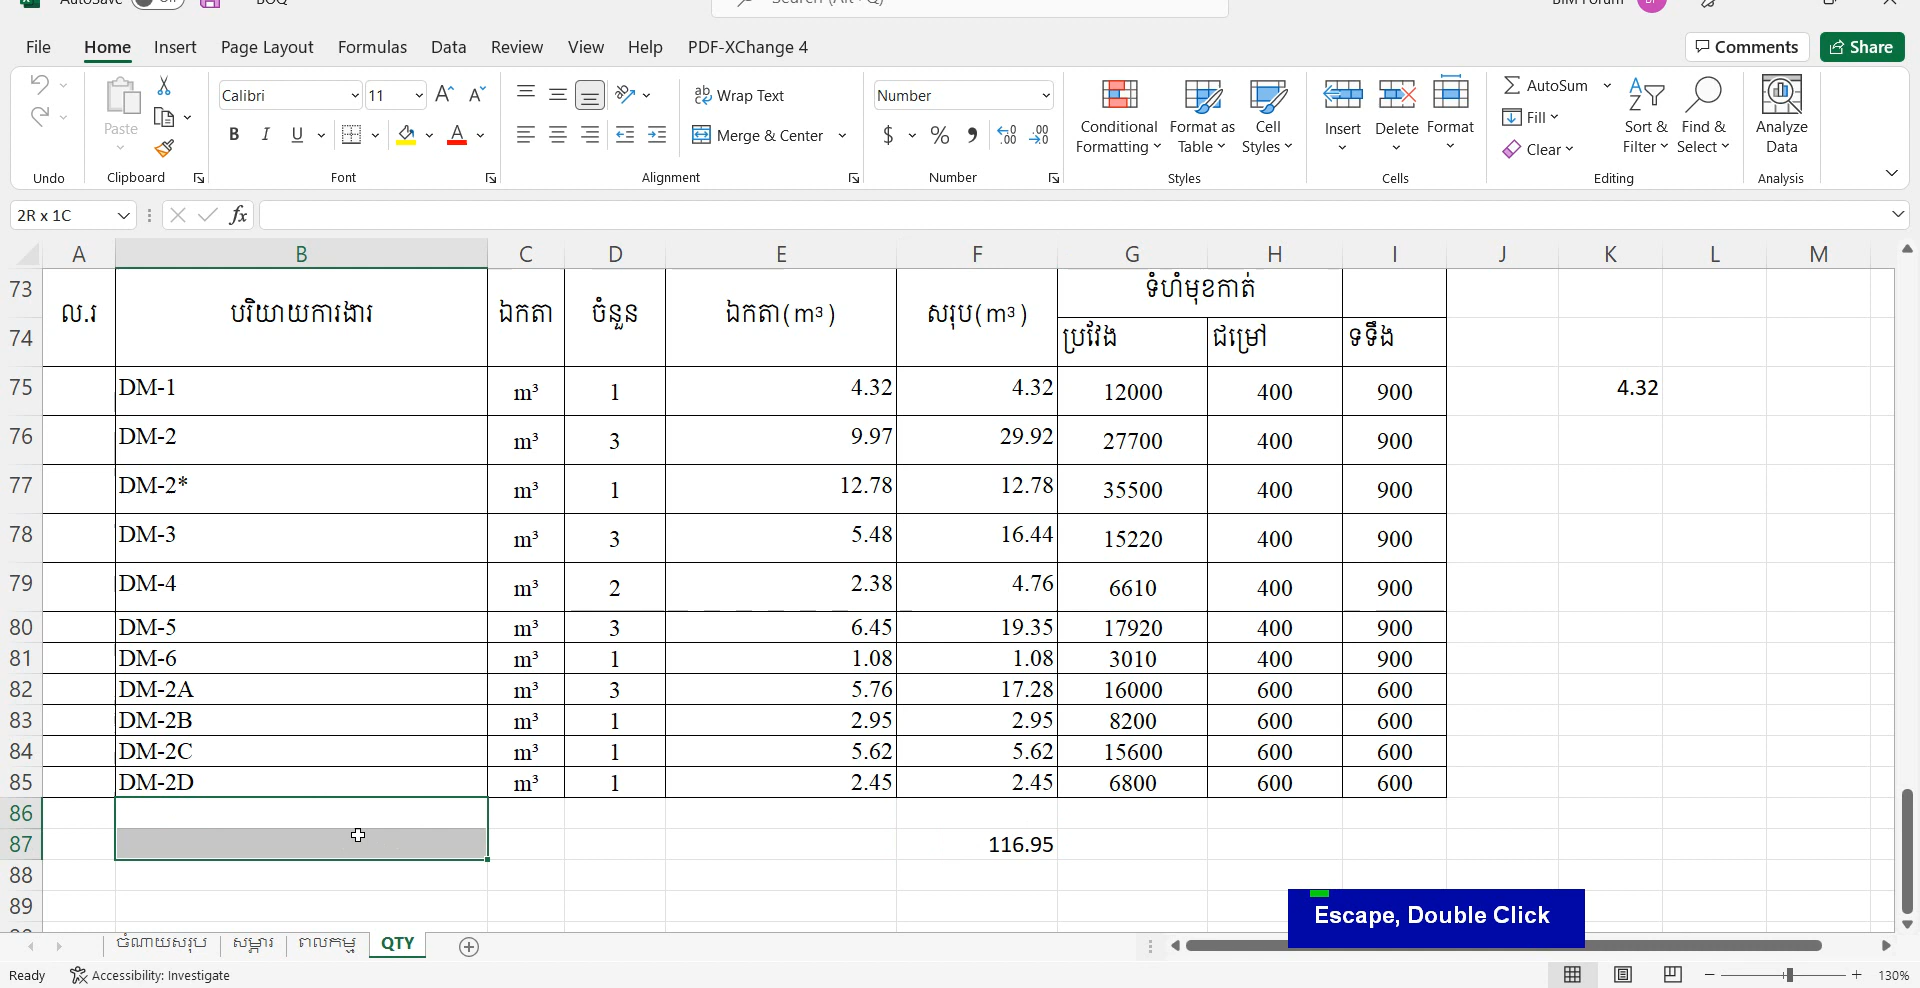 File Home Insert Page Layout Formulas Data Review View Help PDF-XChange 4 Comments Share
Calibri 11 Wrap Text Number AutoSum Fill Clear
Paste Merge & Center $ % Conditional Formatting Format as Table Cell Styles Insert Delete Format Sort & Filter Find & Select Analyze Data
Undo Clipboard Font Alignment Number Styles Cells Editing Analysis
2R x 1C fx
A B C D E F G H I J K L M
73 ល.រ បរិយាយការងារ ឯកតា ចំនួន ឯកតា(m³) សរុប(m³) ទំហំមុខកាត់
74 ប្រវែង ជម្រៅ ទទឹង
75 DM-1 m³ 1 4.32 4.32 12000 400 900 4.32
76 DM-2 m³ 3 9.97 29.92 27700 400 900
77 DM-2* m³ 1 12.78 12.78 35500 400 900
78 DM-3 m³ 3 5.48 16.44 15220 400 900
79 DM-4 m³ 2 2.38 4.76 6610 400 900
80 DM-5 m³ 3 6.45 19.35 17920 400 900
81 DM-6 m³ 1 1.08 1.08 3010 400 900
82 DM-2A m³ 3 5.76 17.28 16000 600 600
83 DM-2B m³ 1 2.95 2.95 8200 600 600
84 DM-2C m³ 1 5.62 5.62 15600 600 600
85 DM-2D m³ 1 2.45 2.45 6800 600 600
86
87 116.95
88
89
Escape, Double Click
ចំណាយសរុប សម្ភារ ពលកម្ម QTY
Ready Accessibility: Investigate 130%